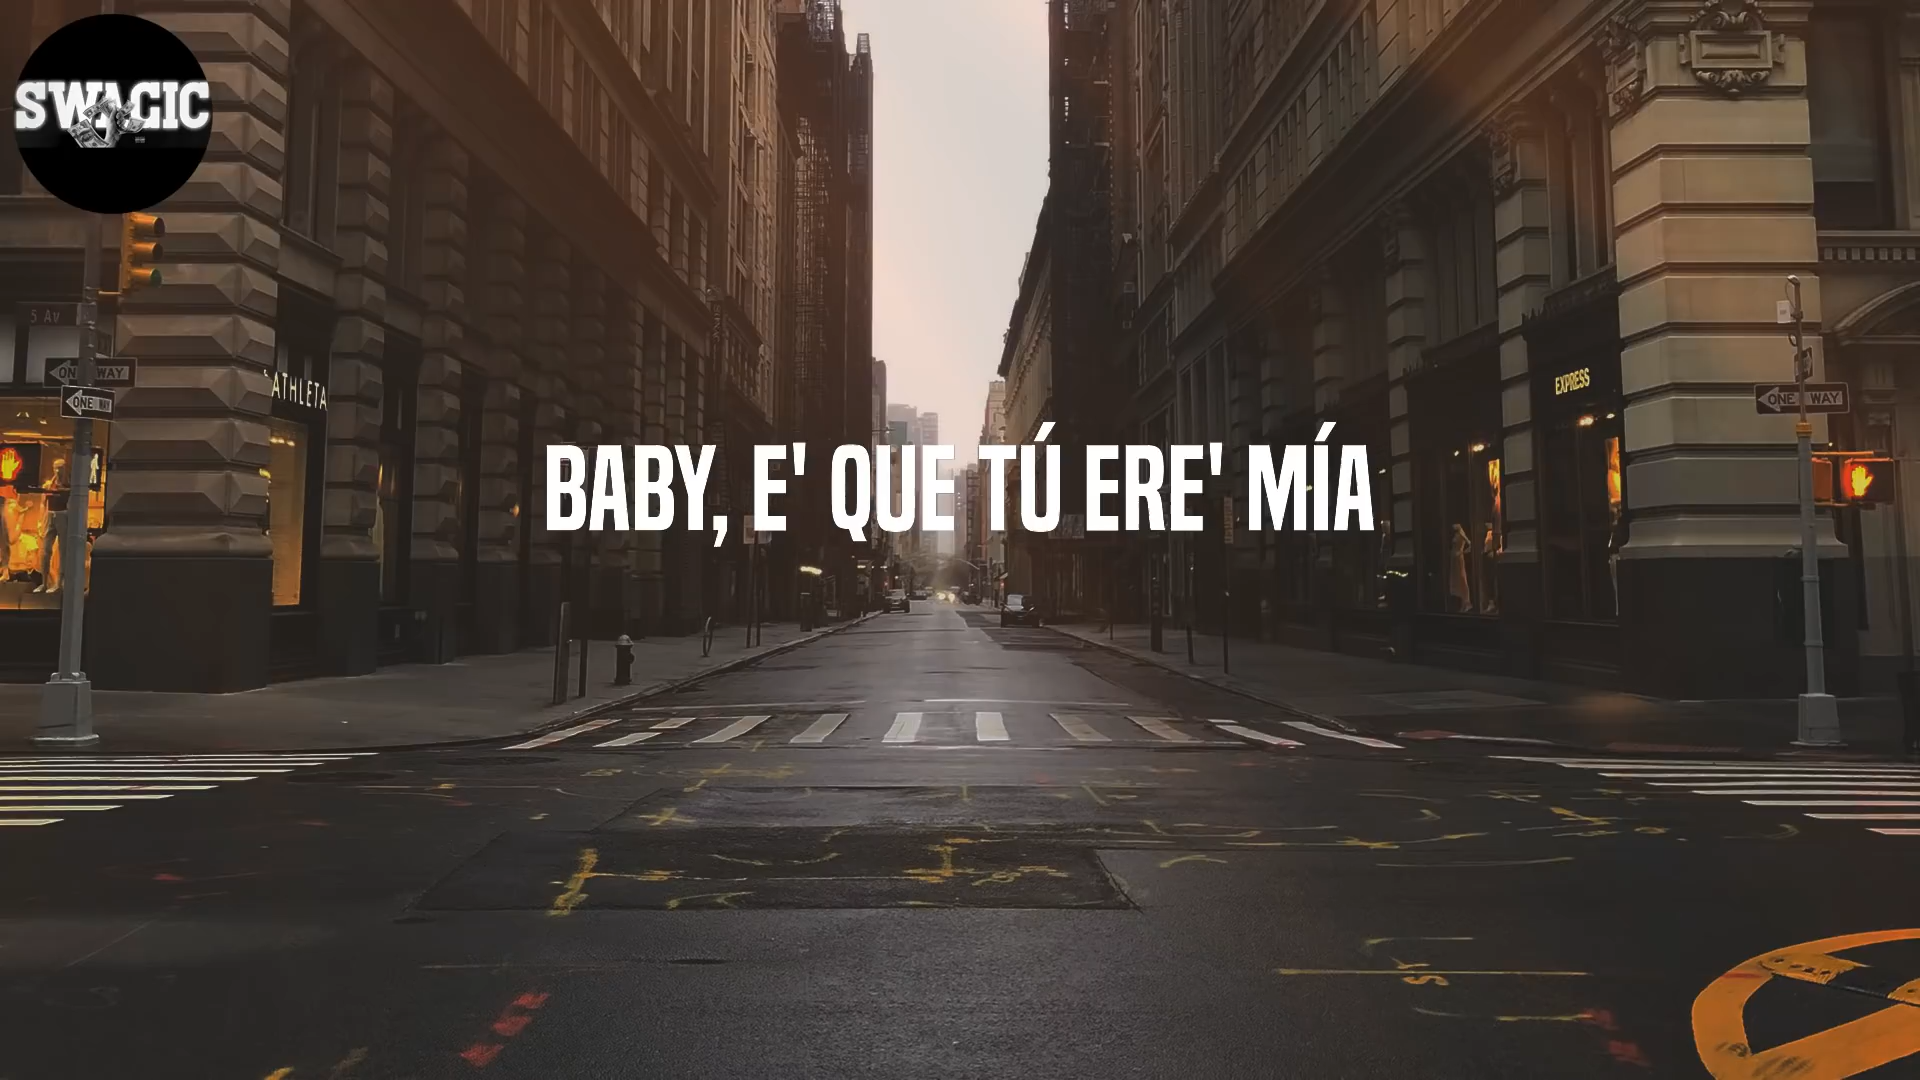 SWAGIC
5 Av
ONE WAY
ONE WAY
ATHLETA
EXPRESS
ONE WAY
BABY, E' QUE TÚ ERE' MÍA